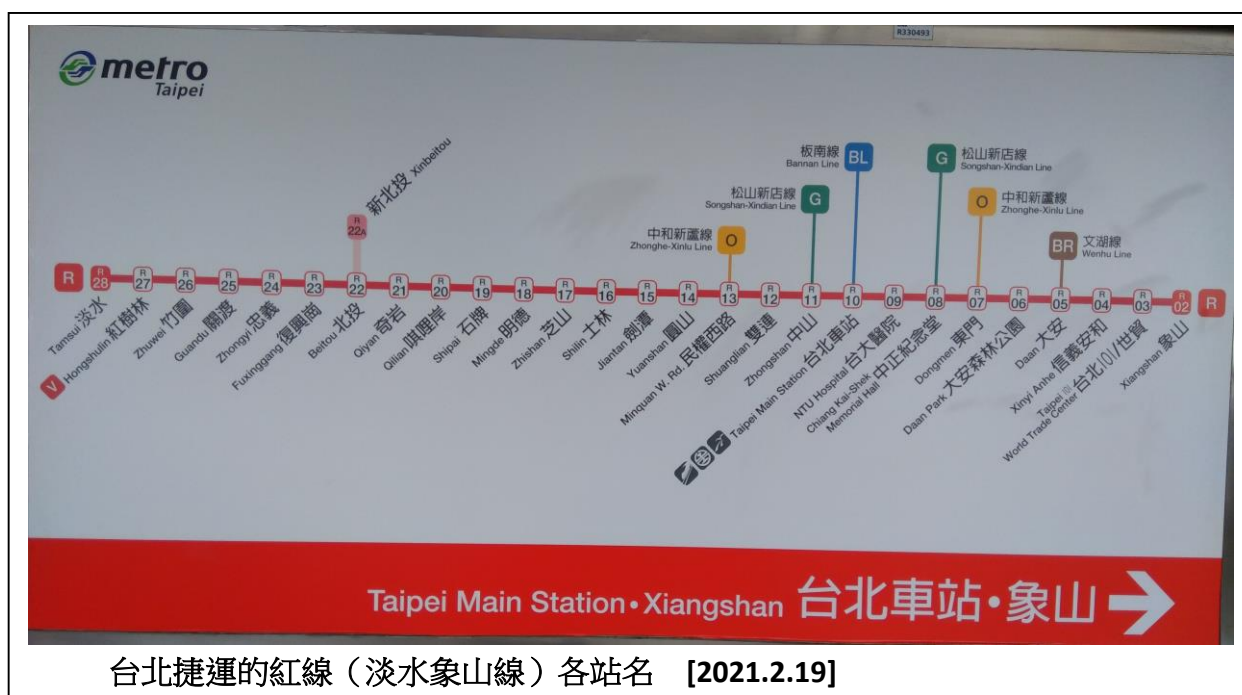 R330493
metro
Taipei
板南線
Bannan Line
BL
G
松山新店線
Songshan-Xindian Line
松山新店線
Songshan-Xindian Line
G
O
中和新蘆線
Zhonghe-Xinlu Line
中和新蘆線
Zhonghe-Xinlu Line
O
BR
文湖線
Wenhu Line
R
22A
新北投 Xinbeitou
R
R
28
Tamsui 淡水
V
R
27
Hongshulin 紅樹林
R
26
Zhuwei 竹圍
R
25
Guandu 關渡
R
24
Zhongyi 忠義
R
23
Fuxinggang 復興崗
R
22
Beitou 北投
R
21
Qiyan 奇岩
R
20
Qilian 唭哩岸
R
19
Shipai 石牌
R
18
Mingde 明德
R
17
Zhishan 芝山
R
16
Shilin 士林
R
15
Jiantan 劍潭
R
14
Yuanshan 圓山
R
13
Minquan W. Rd. 民權西路
R
12
Shuanglian 雙連
R
11
Zhongshan 中山
R
10
Taipei Main Station 台北車站
R
09
NTU Hospital 台大醫院
R
08
Chiang Kai-Shek
Memorial Hall 中正紀念堂
R
07
Dongmen 東門
R
06
Daan Park 大安森林公園
R
05
Daan 大安
R
04
Xinyi Anhe 信義安和
R
03
Taipei 101
World Trade Center 台北101/世貿
R
02
Xiangshan 象山
R
Taipei Main Station•Xiangshan 台北車站•象山
台北捷運的紅線（淡水象山線）各站名 [2021.2.19]